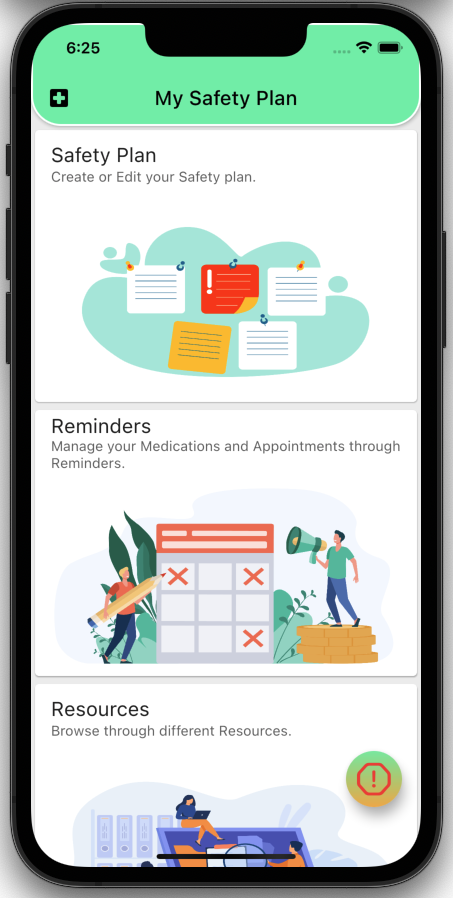 6:25
My Safety Plan
Safety Plan
Create or Edit your Safety plan.
Reminders
Manage your Medications and Appointments through
Reminders.
Resources
Browse through different Resources.